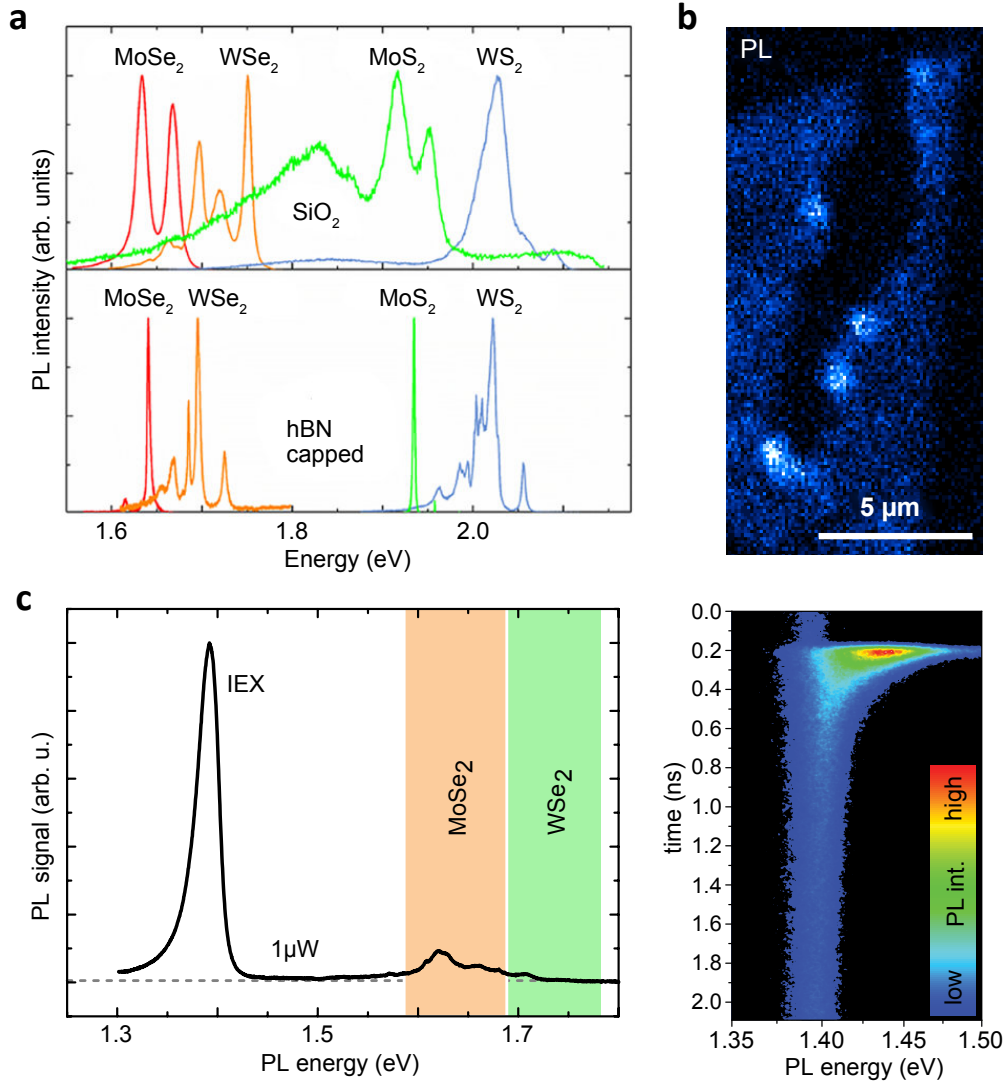 a
MoSe2 WSe2 MoS2 WS2
SiO2
MoSe2 WSe2 MoS2 WS2
hBN
capped
PL intensity (arb. units)
1.6 1.8 2.0
Energy (eV)
b
PL
5 µm
c
IEX
1µW
MoSe2
WSe2
PL signal (arb. u.)
1.3 1.5 1.7
PL energy (eV)
0.0
0.2
0.4
0.6
0.8
1.0
1.2
1.4
1.6
1.8
2.0
time (ns)
high
PL int.
low
1.35 1.40 1.45 1.50
PL energy (eV)